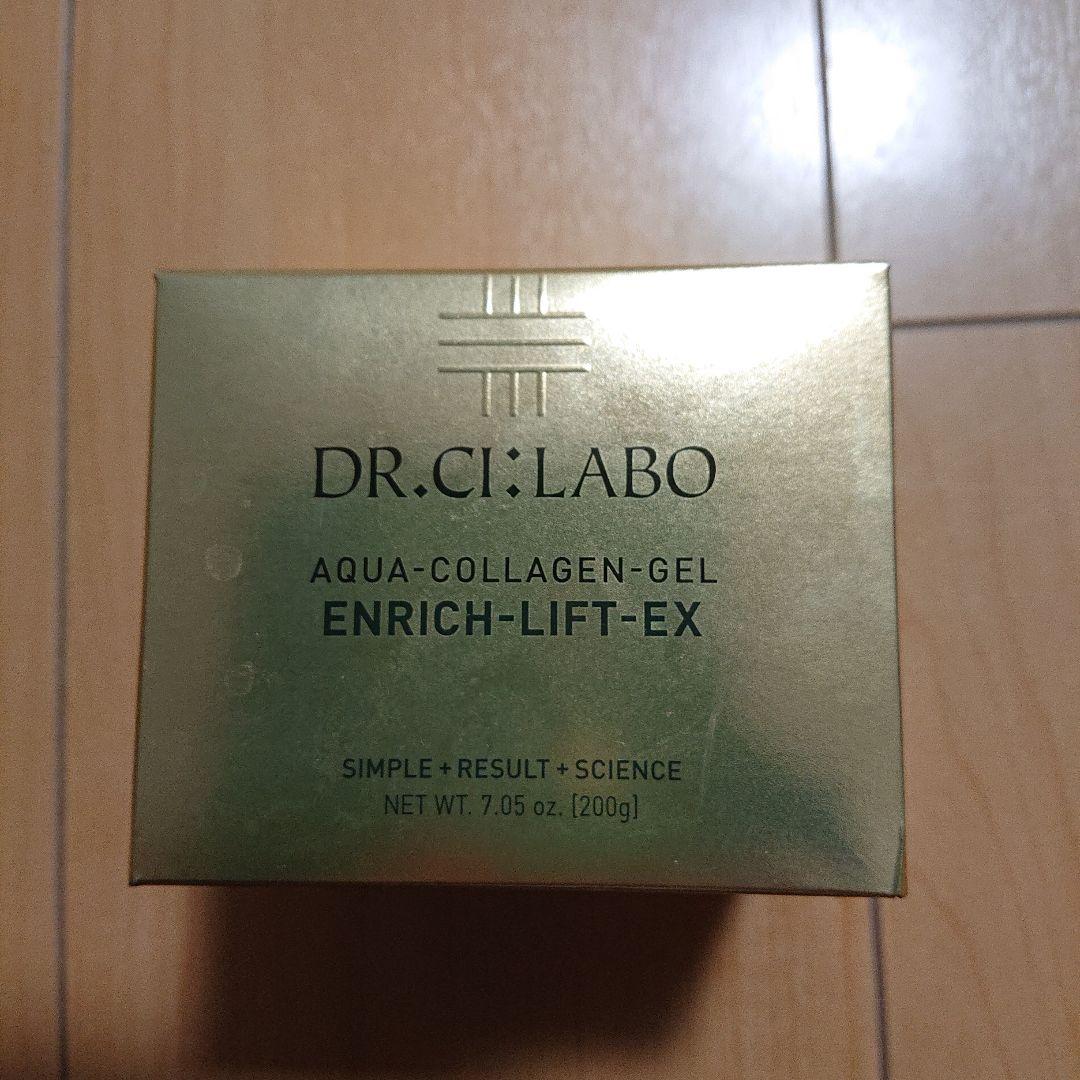 DR.CI:LABO
AQUA-COLLAGEN-GEL
ENRICH-LIFT-EX
SIMPLE + RESULT + SCIENCE
NET WT. 7.05 oz. [200g]